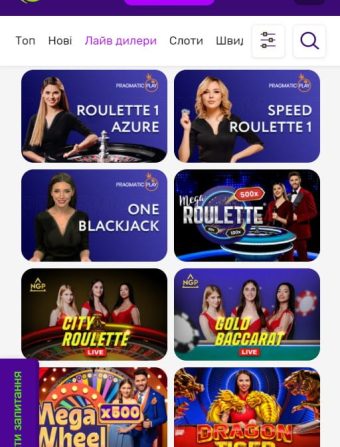 Топ Нові Лайв дилери Слоти Швид
PRAGMATIC PLAY
ROULETTE 1
AZURE
PRAGMATIC PLAY
SPEED
ROULETTE 1
PRAGMATIC PLAY
ONE
BLACKJACK
Mega
500x
ROULETTE
NGP
CITY
ROULETTE
LIVE
NGP
GOLD
BACCARAT
LIVE
ти запитання
Mega
x500
Wheel
DRAGON